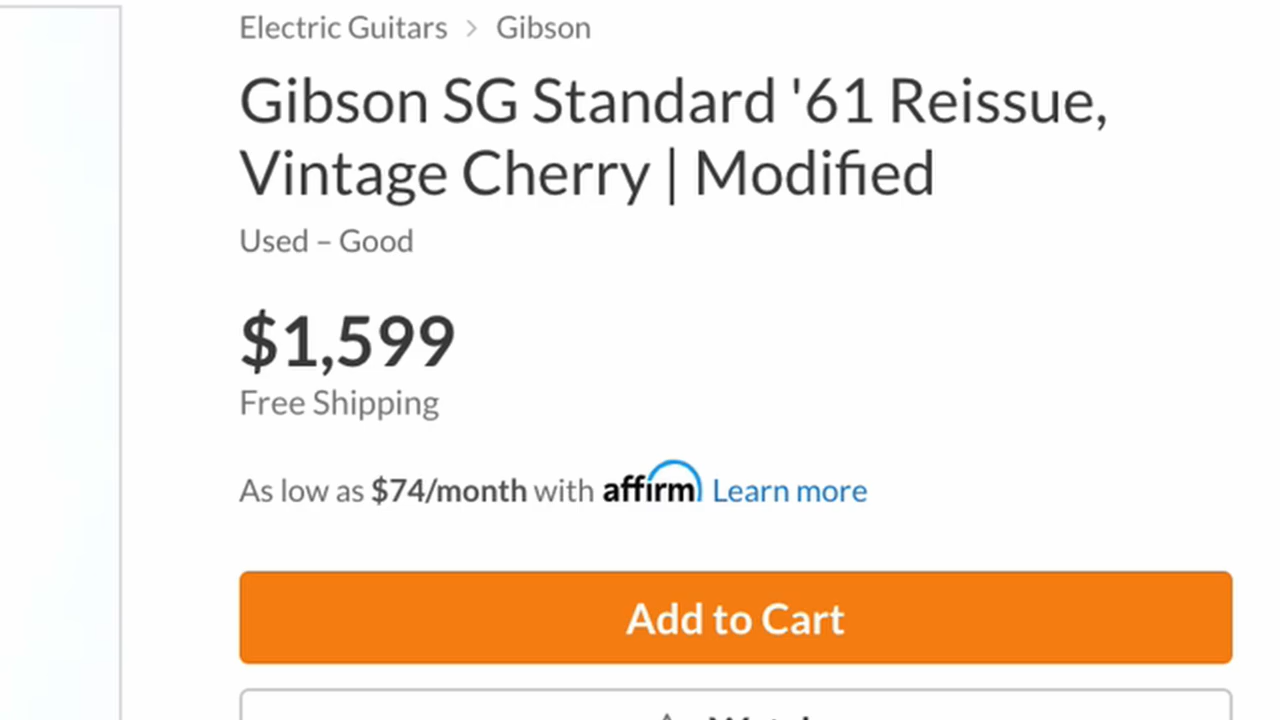 Electric Guitars > Gibson
Gibson SG Standard '61 Reissue,
Vintage Cherry | Modified
Used – Good
$1,599
Free Shipping
As low as $74/month with affirm Learn more
Add to Cart